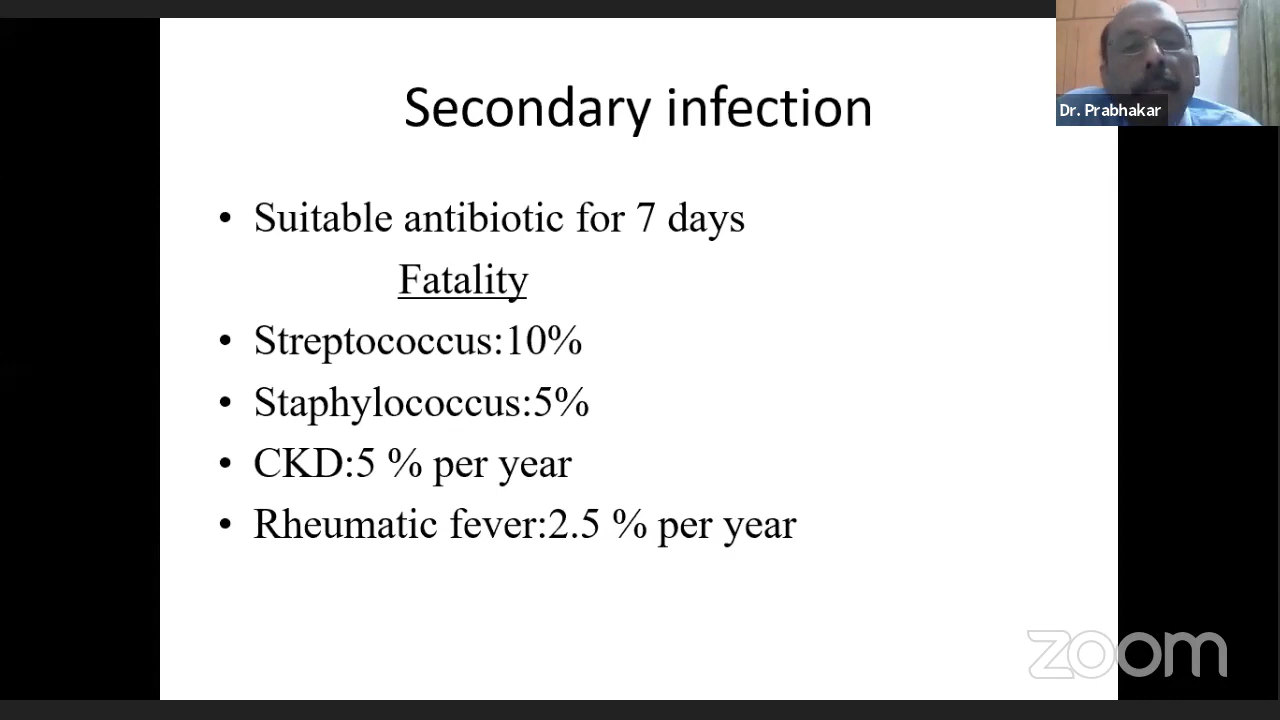 Secondary infection
Dr. Prabhakar
• Suitable antibiotic for 7 days
Fatality
• Streptococcus:10%
• Staphylococcus:5%
• CKD:5 % per year
• Rheumatic fever:2.5 % per year
zoom